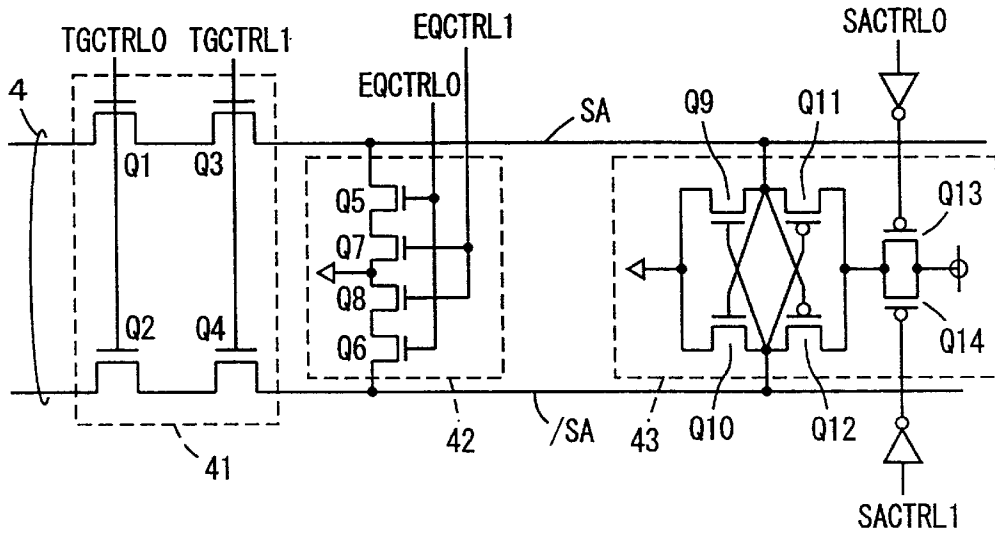 TGCTRL0
TGCTRL1
EQCTRL1
EQCTRL0
SACTRL0
4
Q1
Q3
SA
Q9
Q11
Q5
Q7
Q8
Q6
Q13
Q2
Q4
Q14
41
42
/SA
43
Q10
Q12
SACTRL1